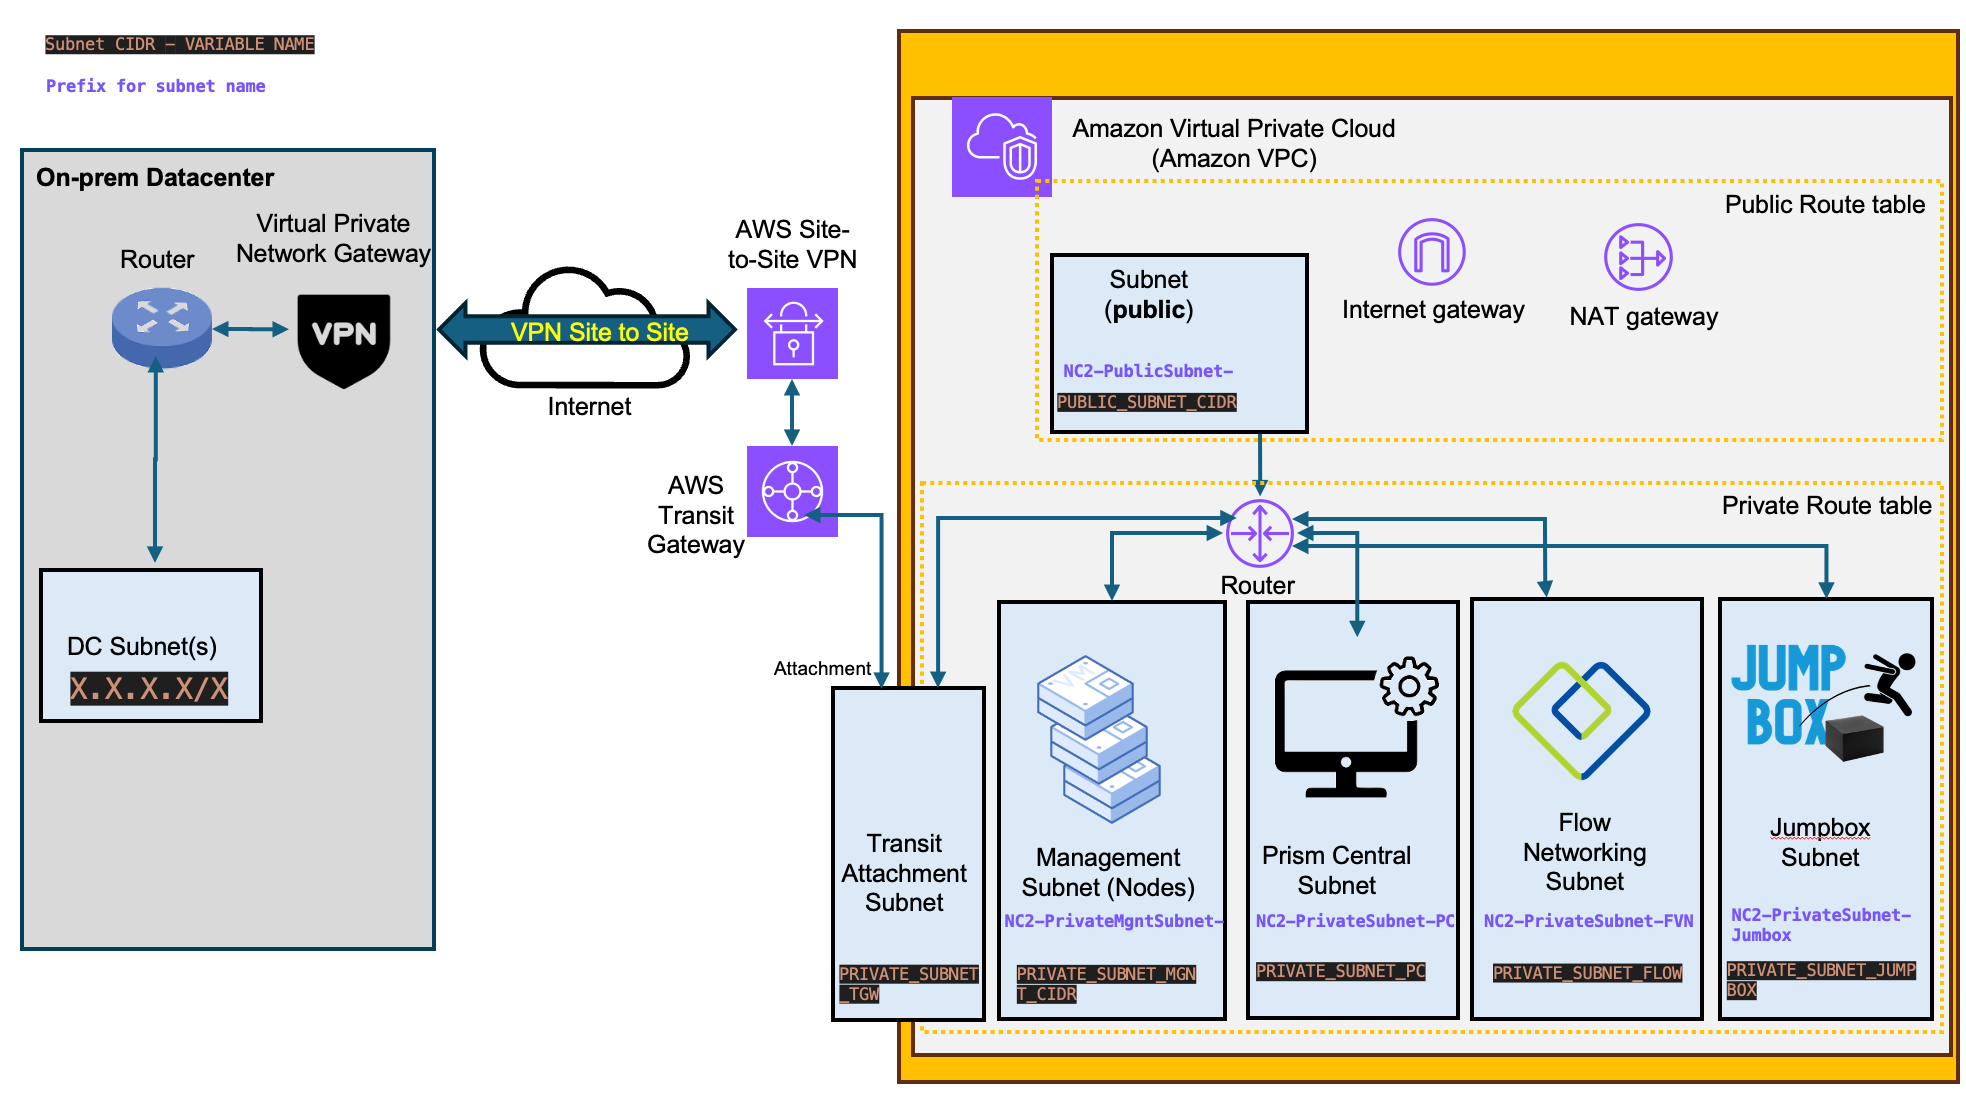 Subnet CIDR – VARIABLE NAME
Prefix for subnet name
On-prem Datacenter
Virtual Private
Network Gateway
Router
VPN
DC Subnet(s)
X.X.X.X/X
VPN Site to Site
Internet
AWS Site-
to-Site VPN
AWS
Transit
Gateway
Attachment
Amazon Virtual Private Cloud
(Amazon VPC)
Public Route table
Subnet
(public)
NC2-PublicSubnet-
PUBLIC_SUBNET_CIDR
Internet gateway
NAT gateway
Private Route table
Router
Transit
Attachment
Subnet
PRIVATE_SUBNET
_TGW
VM
Management
Subnet (Nodes)
NC2-PrivateMgntSubnet-
PRIVATE_SUBNET_MGN
T_CIDR
Prism Central
Subnet
NC2-PrivateSubnet-PC
PRIVATE_SUBNET_PC
Flow
Networking
Subnet
NC2-PrivateSubnet-FVN
PRIVATE_SUBNET_FLOW
JUMP
BOX
Jumpbox
Subnet
NC2-PrivateSubnet-
Jumbox
PRIVATE_SUBNET_JUMP
BOX